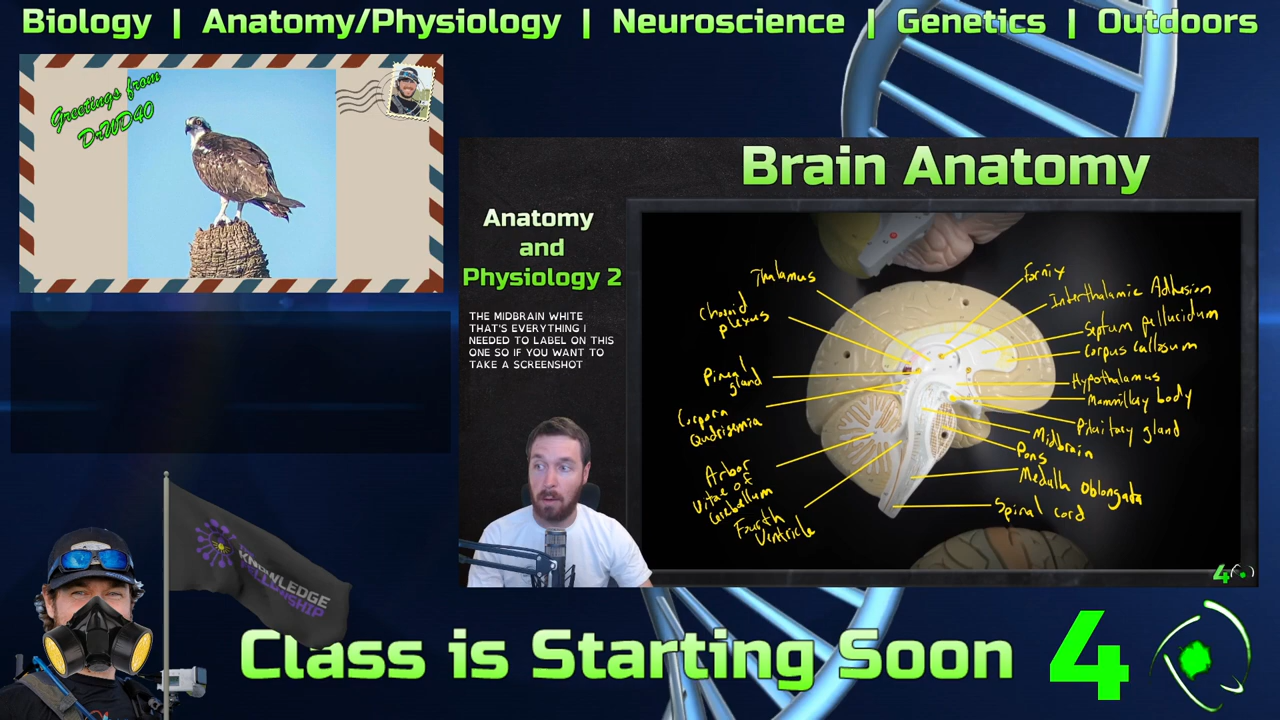 Biology | Anatomy/Physiology | Neuroscience | Genetics | Outdoors
Greetings from
DrWD40
Brain Anatomy
Anatomy
and
Physiology 2
THE MIDBRAIN WHITE
THAT'S EVERYTHING I
NEEDED TO LABEL ON THIS
ONE SO IF YOU WANT TO
TAKE A SCREENSHOT
Thalamus
Choroid
plexus
Pineal
gland
Corpora
Quadrigemia
Arbor
Vitae of
Cerebellum
Fourth
Ventricle
Fornix
Interthalamic Adhesion
Septum pellucidum
Corpus callosum
Hypothalamus
Mammillary body
Pituitary gland
Midbrain
Pons
Medulla Oblongata
Spinal cord
4
KNOWLEDGE
FELLOWSHIP
Class is Starting Soon
4